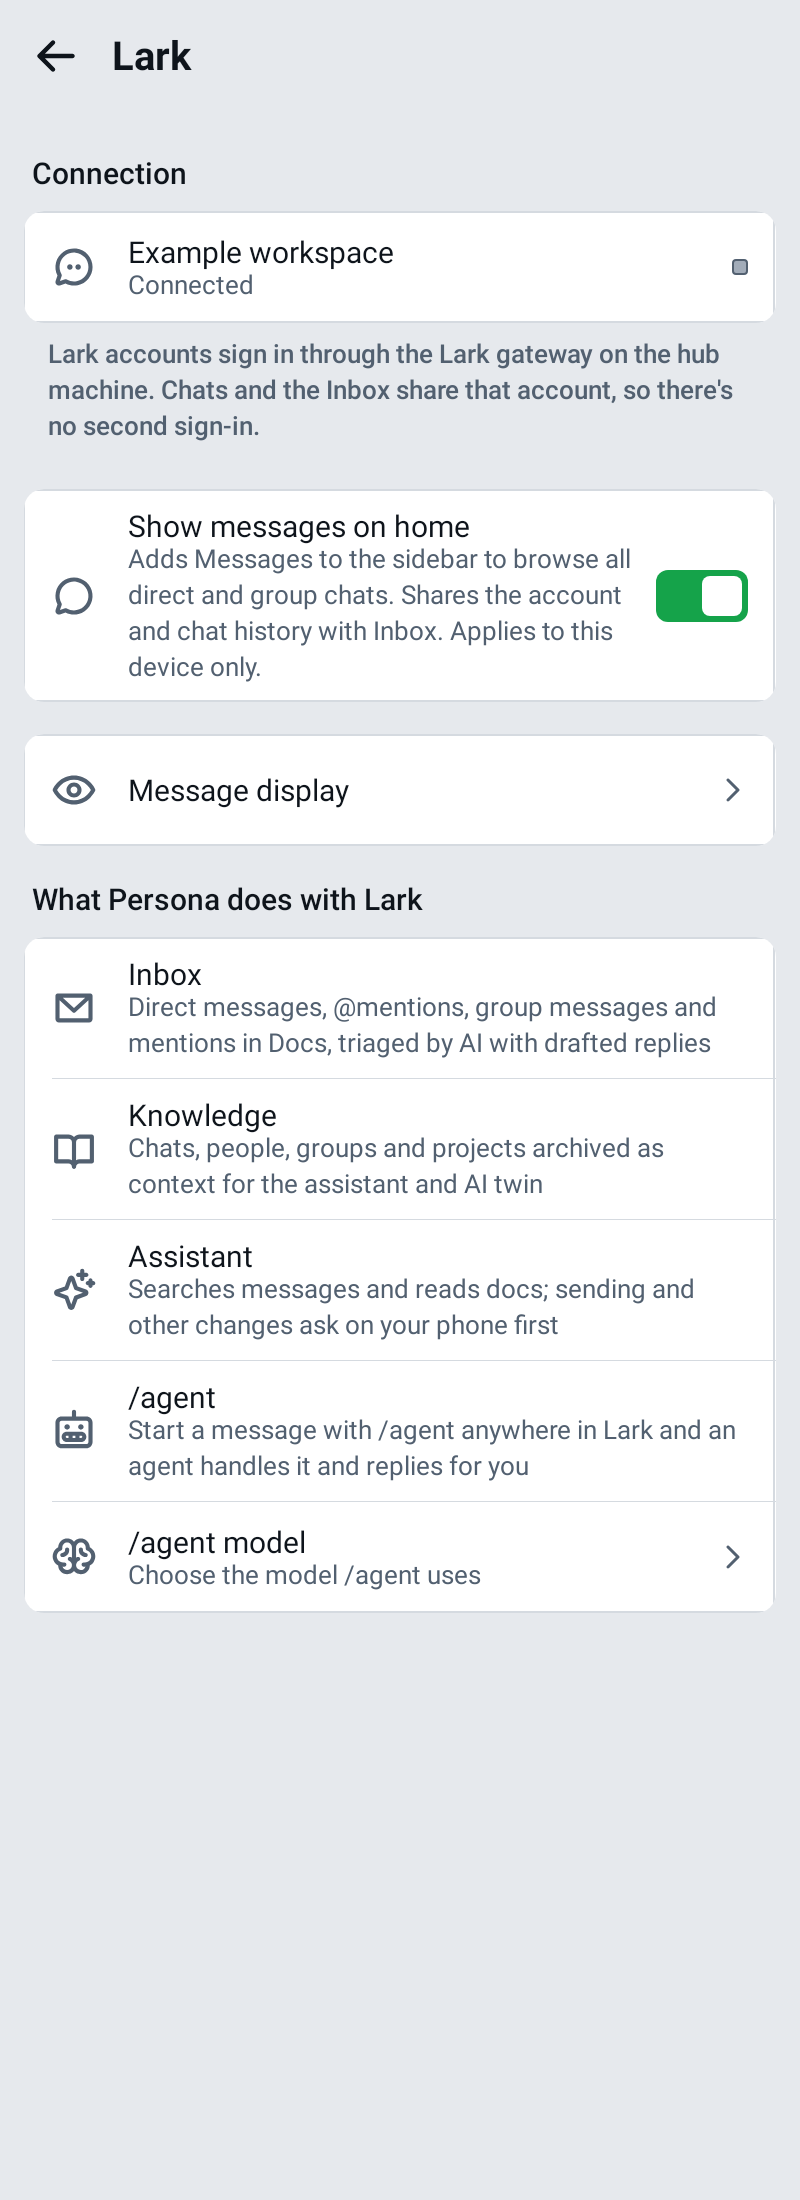 Lark
Connection
Example workspace
Connected
Lark accounts sign in through the Lark gateway on the hub
machine. Chats and the Inbox share that account, so there's
no second sign-in.
Show messages on home
Adds Messages to the sidebar to browse all
direct and group chats. Shares the account
and chat history with Inbox. Applies to this
device only.
Message display
What Persona does with Lark
Inbox
Direct messages, @mentions, group messages and
mentions in Docs, triaged by AI with drafted replies
Knowledge
Chats, people, groups and projects archived as
context for the assistant and AI twin
Assistant
Searches messages and reads docs; sending and
other changes ask on your phone first
/agent
Start a message with /agent anywhere in Lark and an
agent handles it and replies for you
/agent model
Choose the model /agent uses